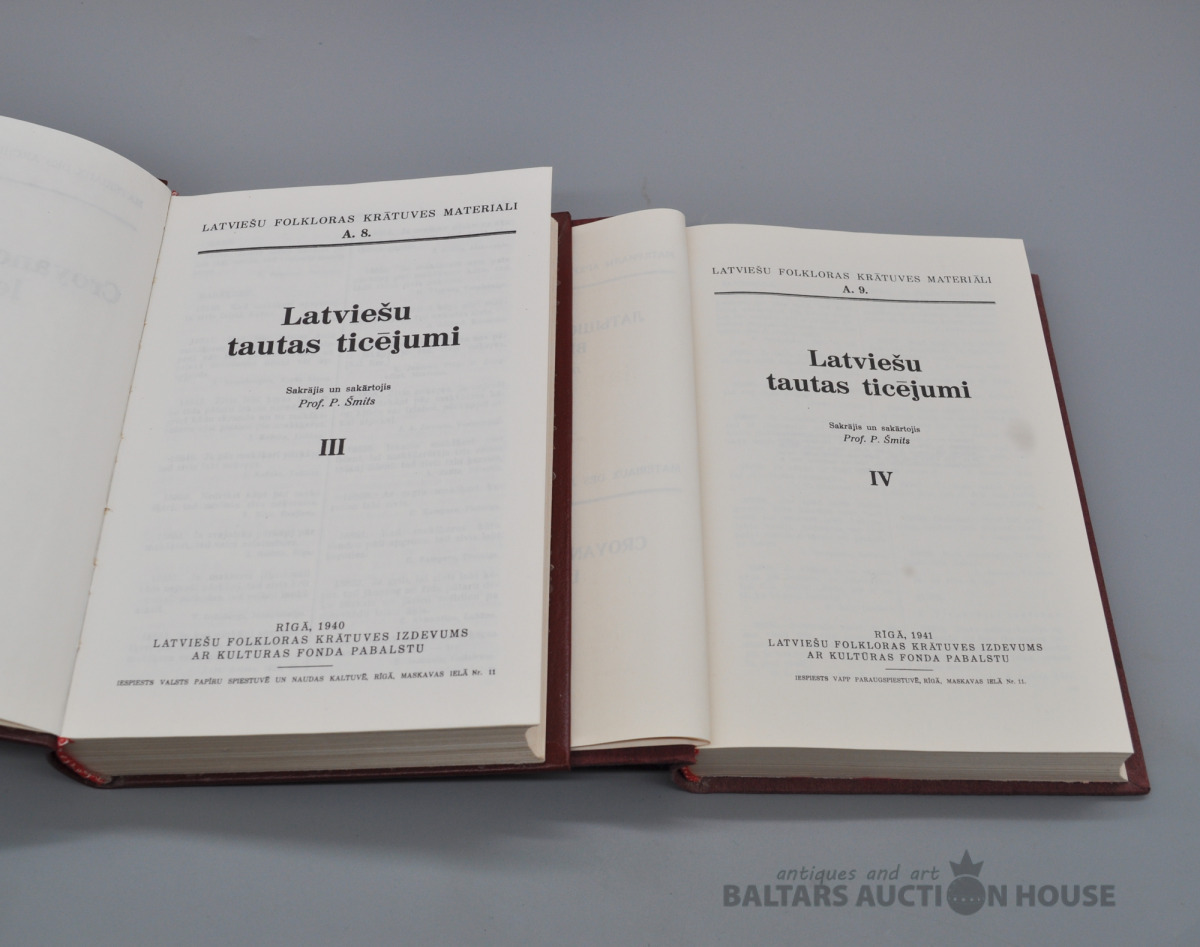 LATVIEŠU FOLKLORAS KRĀTUVES MATERIALI
A. 8.
Latviešu
tautas ticējumi
Sakrājis un sakārtojis
Prof. P. Šmits
III
RĪGĀ, 1940
LATVIEŠU FOLKLORAS KRĀTUVES IZDEVUMS
AR KULTURAS FONDA PABALSTU
IESPIESTS VALSTS PAPĪRU SPIESTUVĒ UN NAUDAS KALTUVĒ, RĪGĀ, MASKAVAS IELĀ Nr. 11
LATVIEŠU FOLKLORAS KRĀTUVES MATERIĀLI
A. 9.
Latviešu
tautas ticējumi
Sakrājis un sakārtojis
Prof. P. Šmits
IV
RĪGĀ, 1941
LATVIEŠU FOLKLORAS KRĀTUVES IZDEVUMS
AR KULTŪRAS FONDA PABALSTU
IESPIESTS VAPP PARAUGSPIESTUVĒ, RĪGĀ, MASKAVAS IELĀ Nr. 11.
antiques and art
BALTARS AUCTION HOUSE